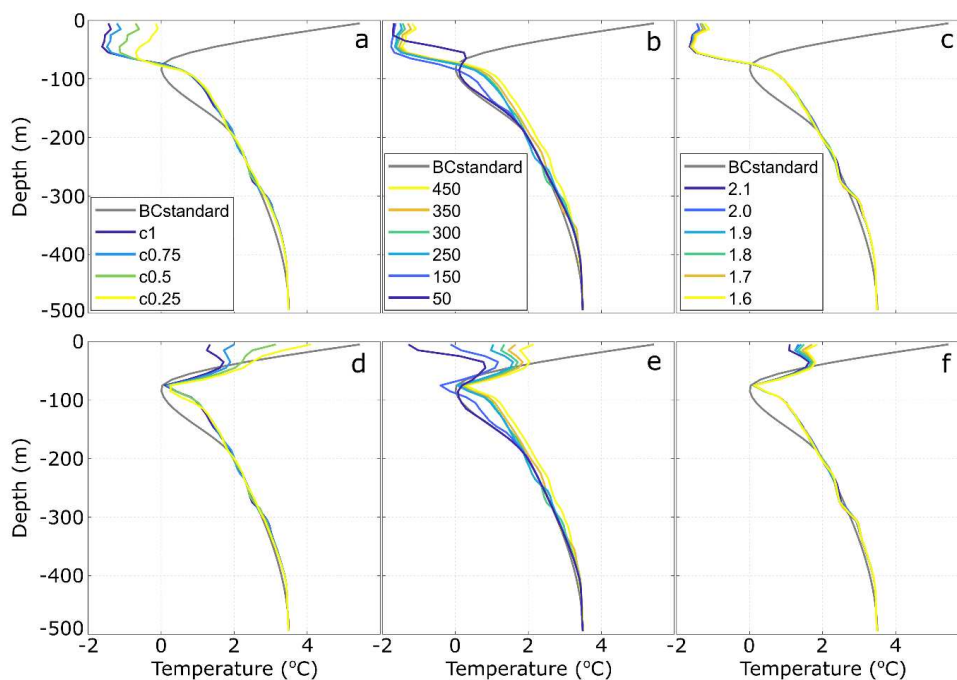 0
-100
-200
-300
-400
-500
Depth (m)
a
BCstandard
c1
c0.75
c0.5
c0.25
b
BCstandard
450
350
300
250
150
50
c
BCstandard
2.1
2.0
1.9
1.8
1.7
1.6
0
-100
-200
-300
-400
-500
Depth (m)
d
e
f
-2 0 2 4 -2 0 2 4 -2 0 2 4
Temperature (°C) Temperature (°C) Temperature (°C)